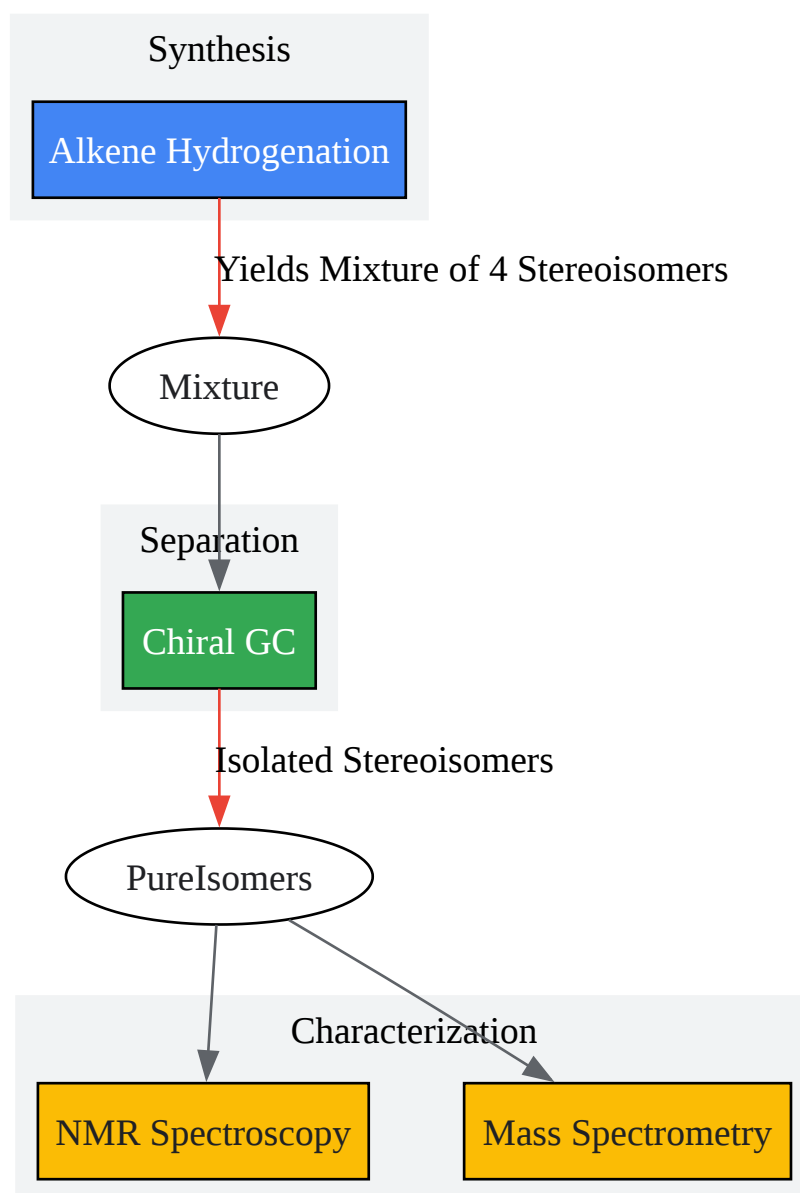 Synthesis
Alkene Hydrogenation
Yields Mixture of 4 Stereoisomers
Mixture
Separation
Chiral GC
Isolated Stereoisomers
PureIsomers
Characterization
NMR Spectroscopy
Mass Spectrometry